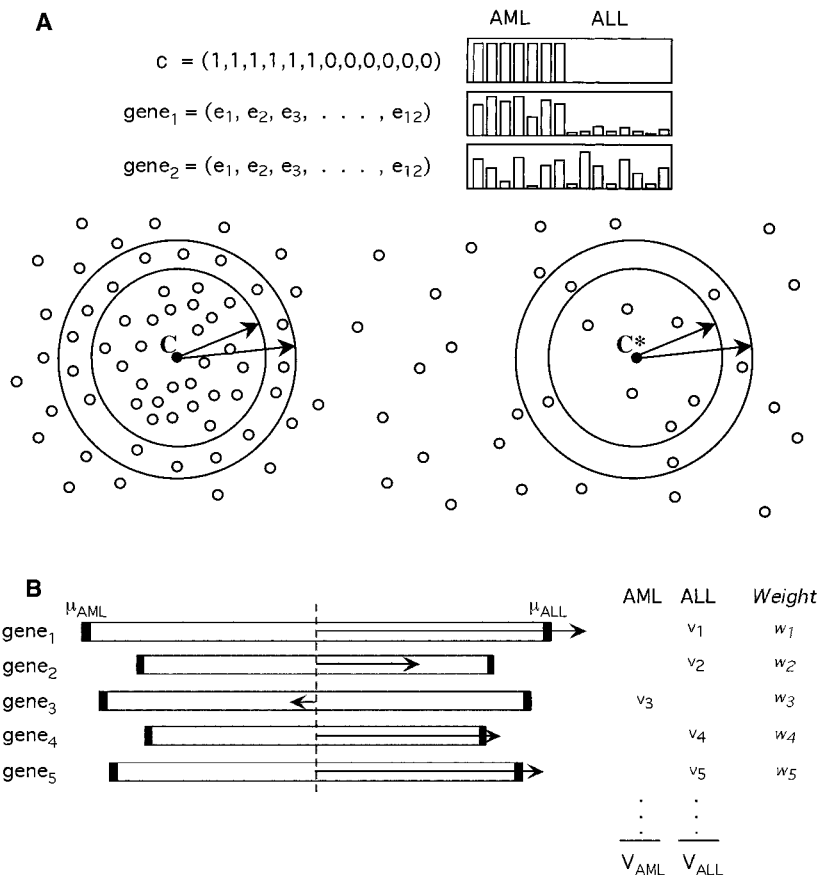 A
AML ALL
c = (1,1,1,1,1,1,0,0,0,0,0,0)
gene₁ = (e₁, e₂, e₃, . . . . , e₁₂)
gene₂ = (e₁, e₂, e₃, . . . . , e₁₂)
C C*
B
μAML μALL AML ALL Weight
gene₁ v₁ w₁
gene₂ v₂ w₂
gene₃ v₃ w₃
gene₄ v₄ w₄
gene₅ v₅ w₅
VAML VALL